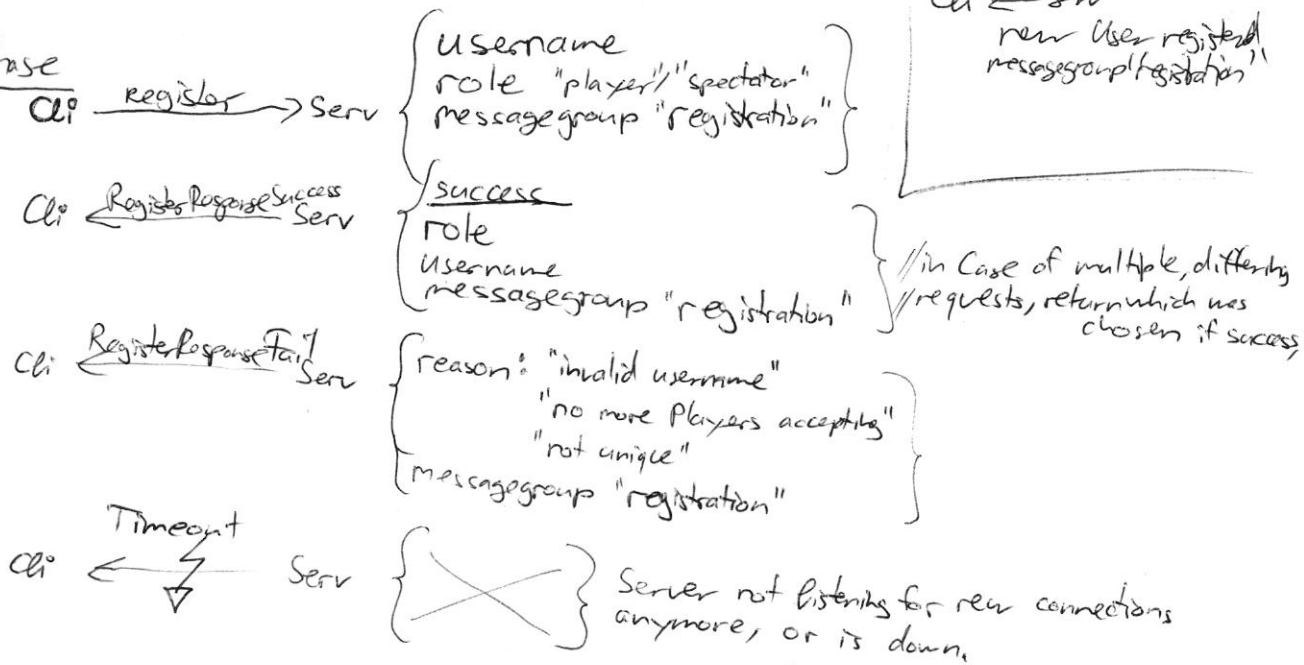 Cli Register Serv
username
role "player"/"spectator"
messagegroup "registration"
Cli RegisterResponseSuccess Serv
success
role
username
messagegroup "registration"
//in Case of multiple, differing
//requests, return which was
chosen if success,
Cli RegisterResponseFail Serv
reason: "invalid username"
"no more Players accepting"
"not unique"
messagegroup "registration"
Timeout
Cli Serv
Server not listening for new connections
anymore, or is down.
new User registered
messagegroup "registration"